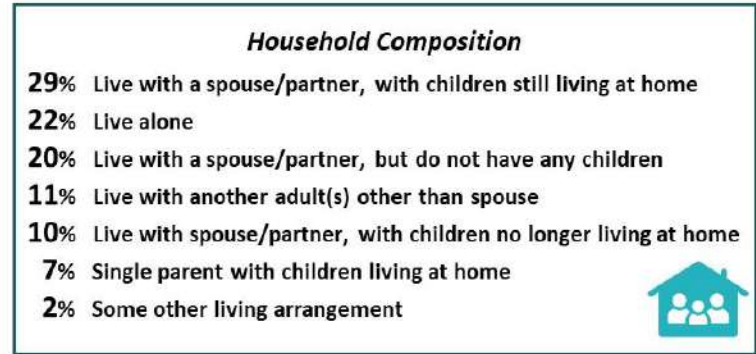 Household Composition
29% Live with a spouse/partner, with children still living at home
22% Live alone
20% Live with a spouse/partner, but do not have any children
11% Live with another adult(s) other than spouse
10% Live with spouse/partner, with children no longer living at home
7% Single parent with children living at home
2% Some other living arrangement